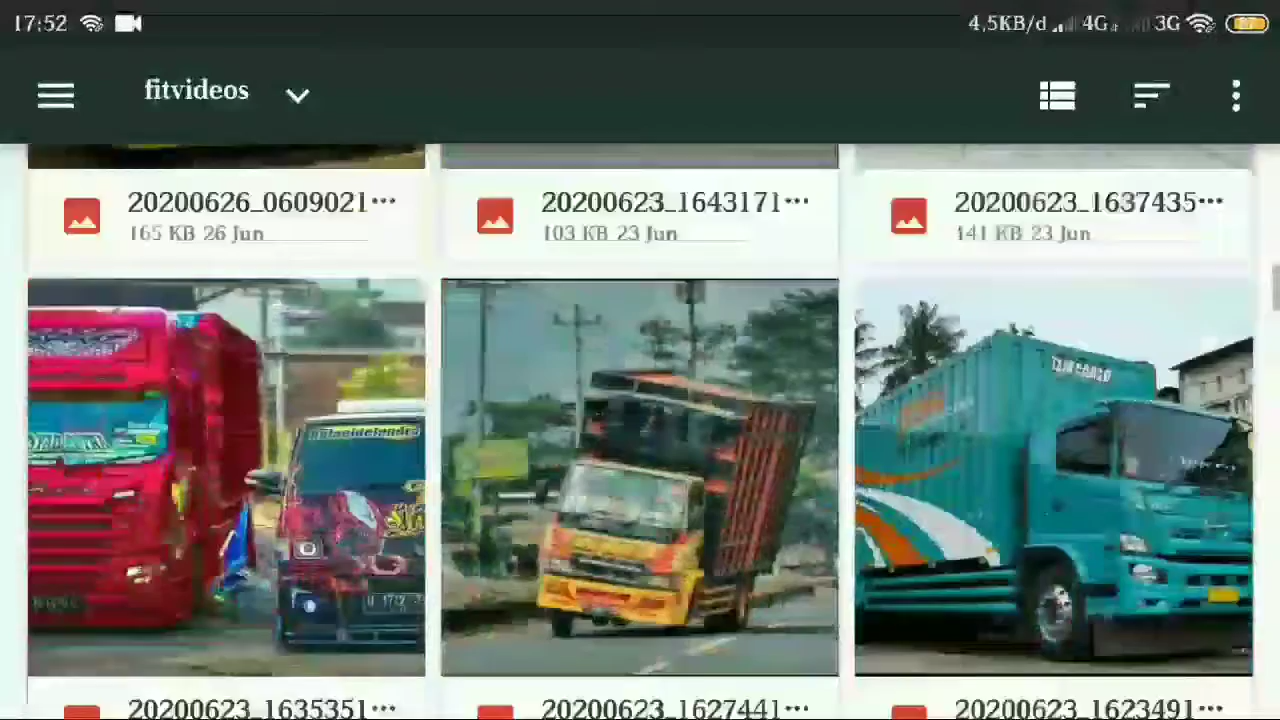 17:52 4,5KB/d 4G 3G
fitvideos
20200626_0609021…
165 KB 26 Jun
20200623_1643171…
103 KB 23 Jun
20200623_1637435…
141 KB 23 Jun
20200623_1635351…
20200623_1627441…
20200623_1623491…